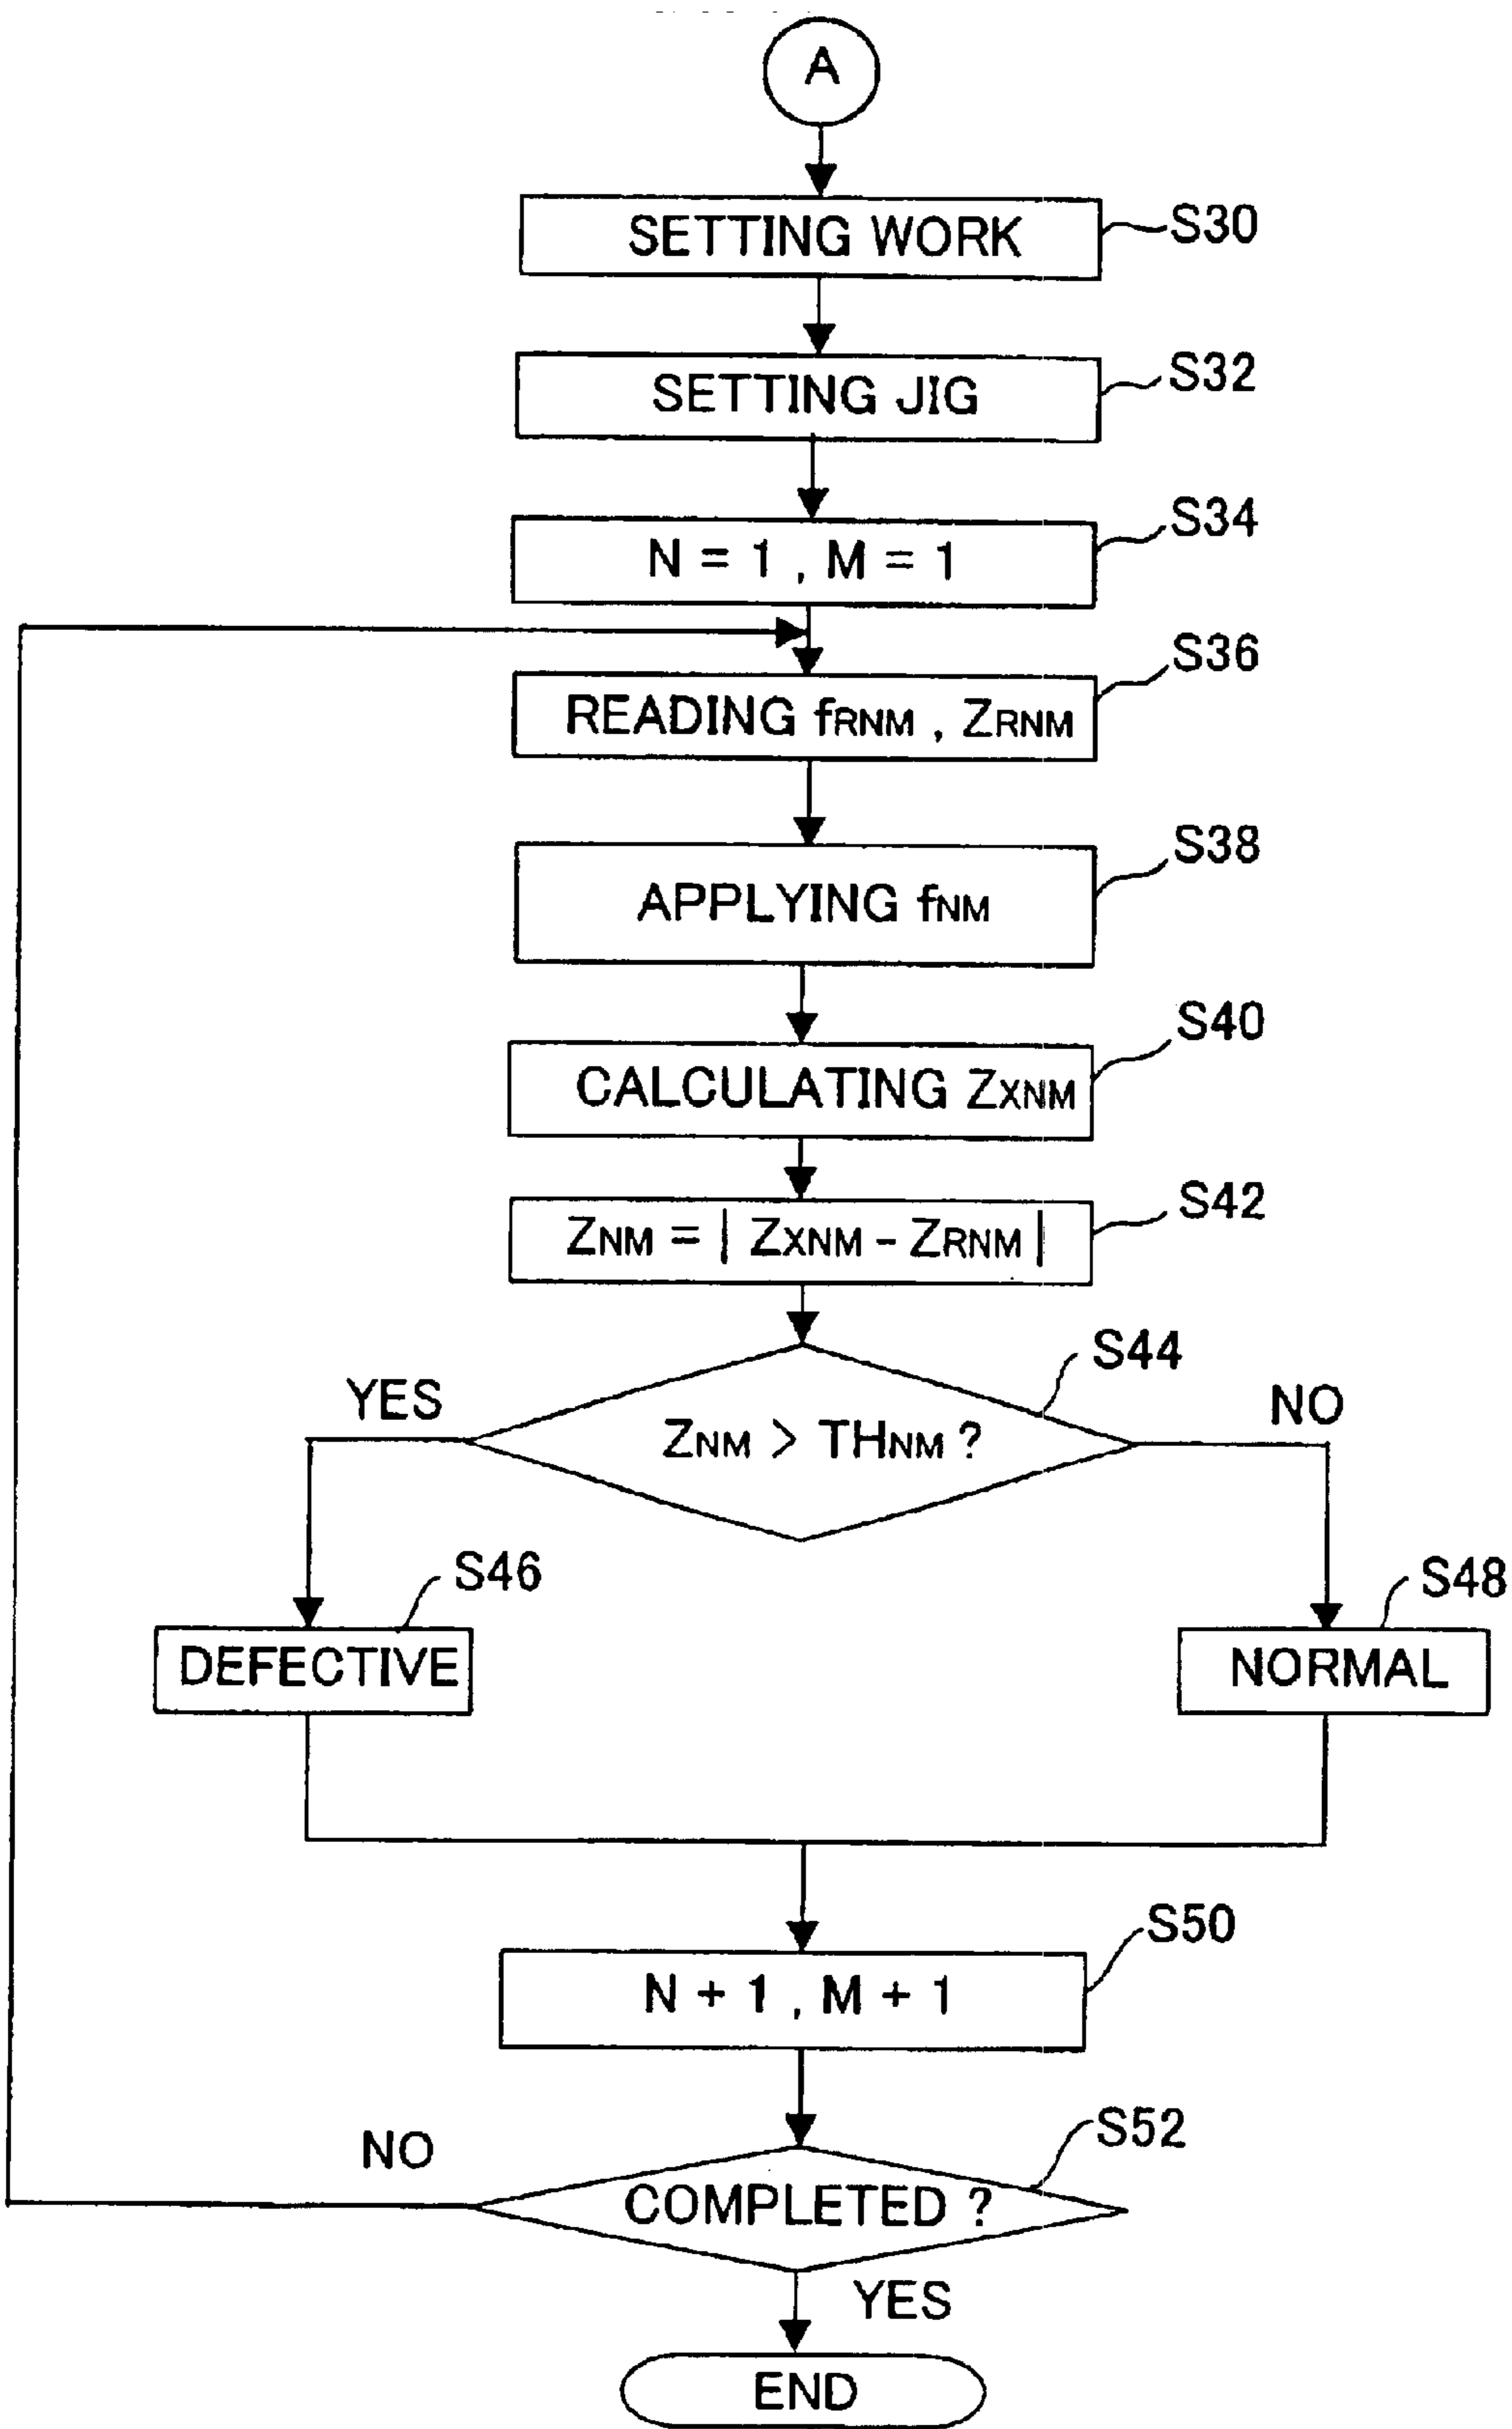 A
SETTING WORK
S30
SETTING JIG
S32
N = 1 , M = 1
S34
READING fRNM , ZRNM
S36
APPLYING fNM
S38
CALCULATING ZXNM
S40
ZNM = | ZXNM - ZRNM |
S42
S44
YES
NO
ZNM > THNM ?
S46
S48
DEFECTIVE
NORMAL
S50
N + 1 , M + 1
S52
NO
COMPLETED ?
YES
END